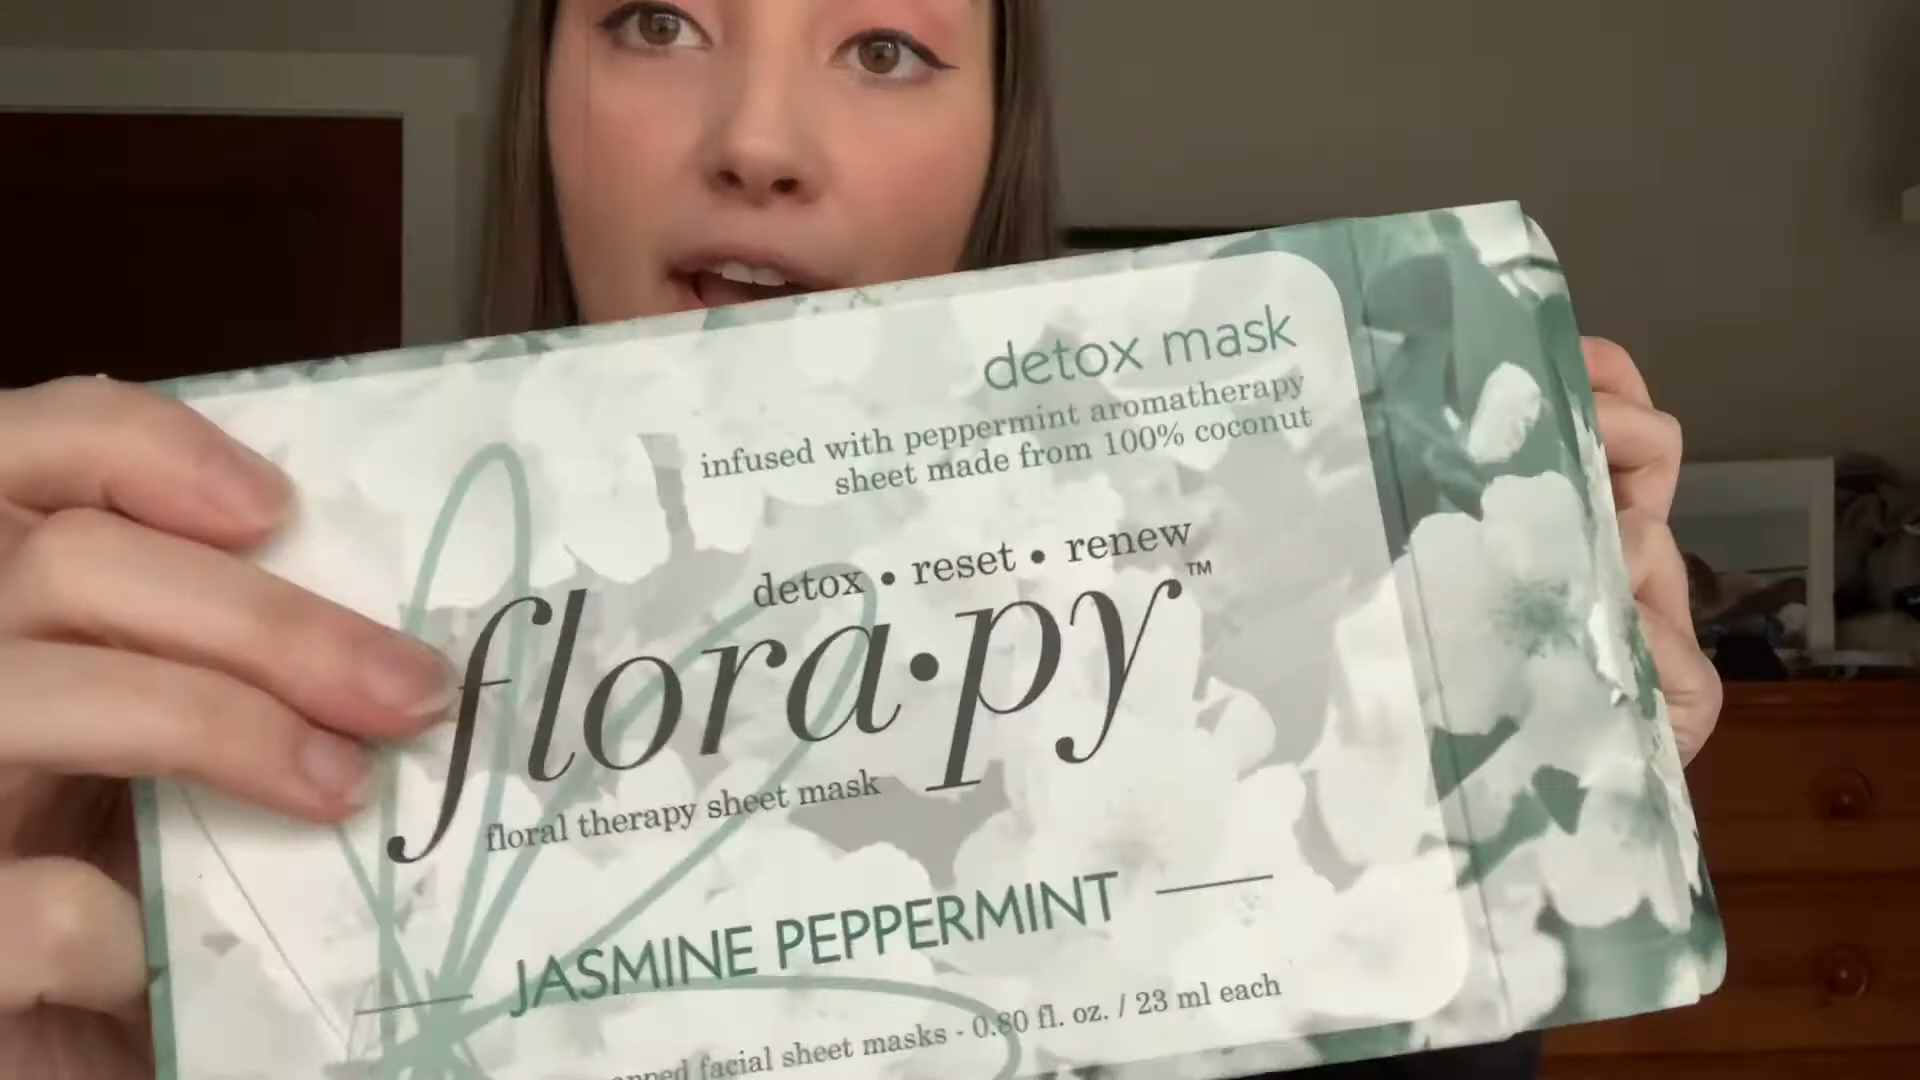 detox mask
infused with peppermint aromatherapy
sheet made from 100% coconut
detox • reset • renew
flora•py™
floral therapy sheet mask
JASMINE PEPPERMINT
facial sheet masks - 0.80 fl. oz. / 23 ml each